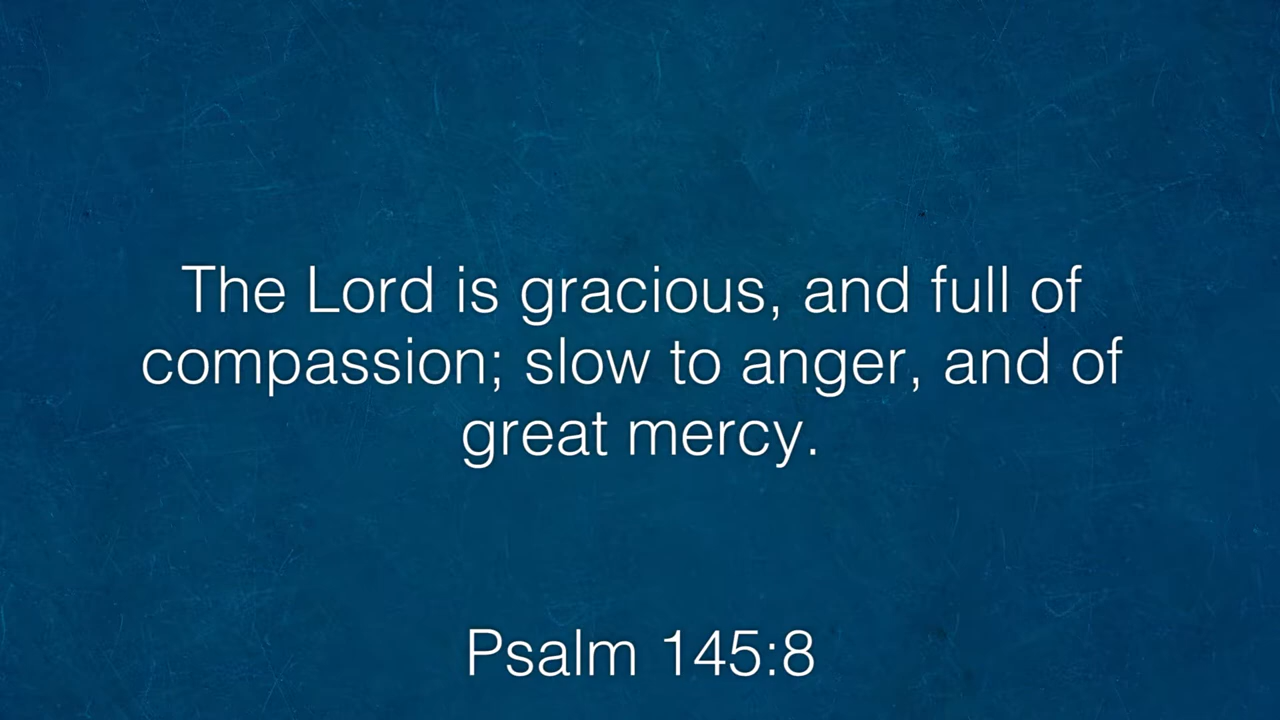 The Lord is gracious, and full of
compassion; slow to anger, and of
great mercy.
Psalm 145:8